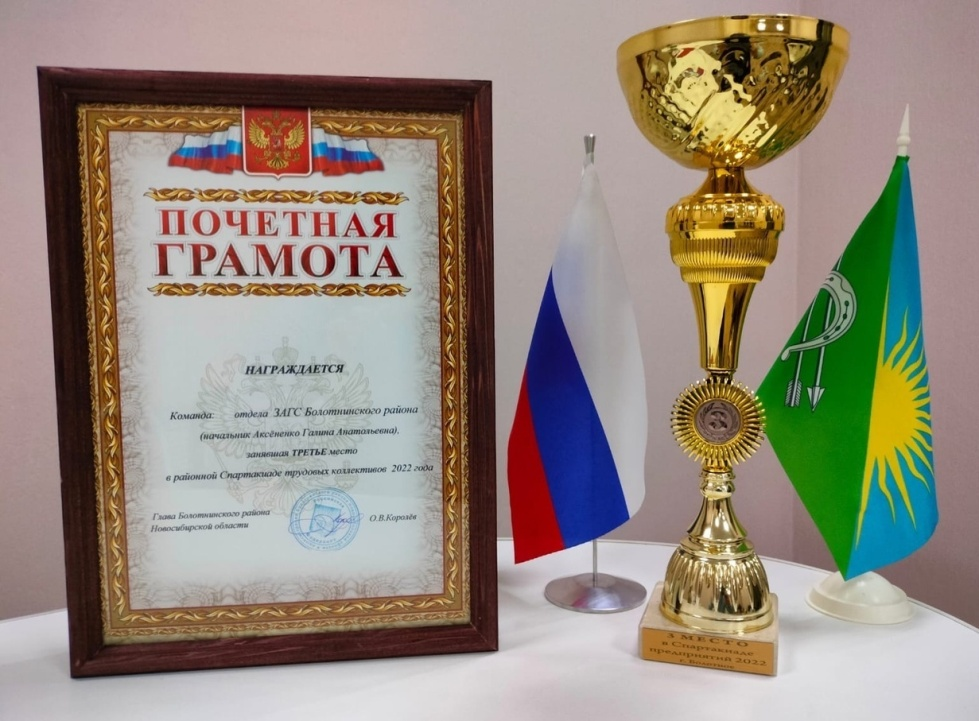 ПОЧЕТНАЯ
ГРАМОТА
НАГРАЖДАЕТСЯ
Команда: отдела ЗАГС Болотнинского района
(начальник Аксёненко Галина Анатольевна),
занявшая ТРЕТЬЕ место
в районной Спартакиаде трудовых коллективов 2022 года
Глава Болотнинского района
Новосибирской области
О.В.Королёв
3 МЕСТО
в Спартакиаде
предприятий 2022
г. Болотное